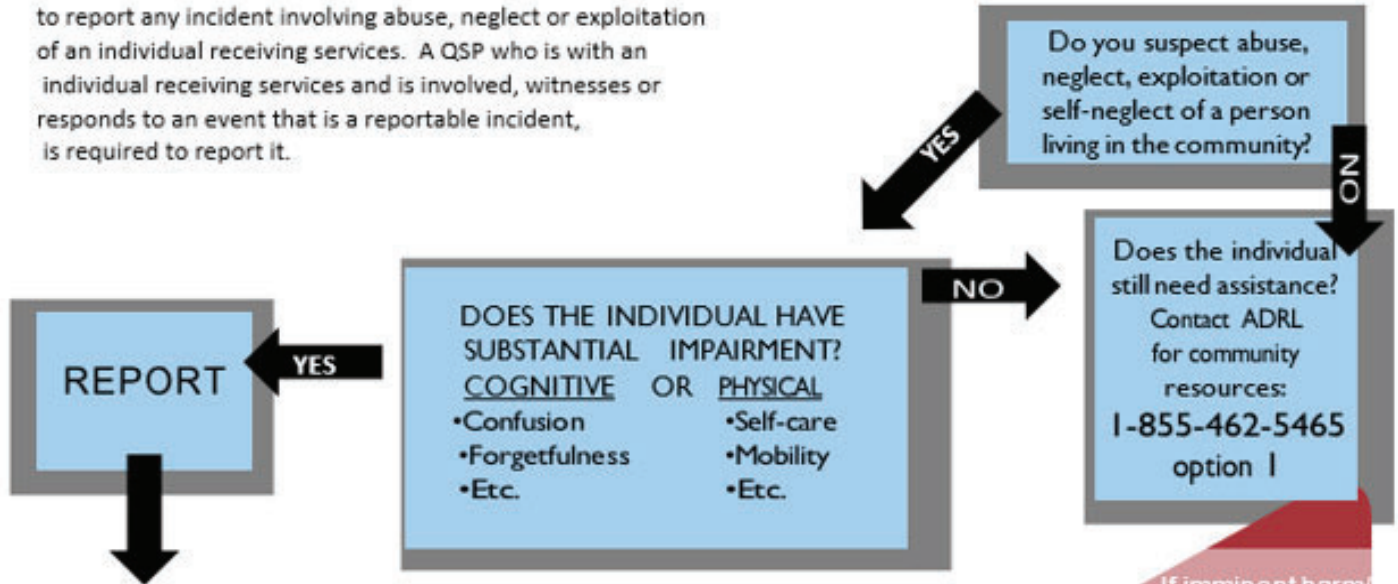 to report any incident involving abuse, neglect or exploitation
of an individual receiving services. A QSP who is with an
individual receiving services and is involved, witnesses or
responds to an event that is a reportable incident,
is required to report it.
Do you suspect abuse,
neglect, exploitation or
self-neglect of a person
living in the community?
YES
NO
DOES THE INDIVIDUAL HAVE
SUBSTANTIAL IMPAIRMENT?
COGNITIVE OR PHYSICAL
•Confusion •Self-care
•Forgetfulness •Mobility
•Etc. •Etc.
NO
Does the individual
still need assistance?
Contact ADRL
for community
resources:
1-855-462-5465
option 1
YES
REPORT
If imminent harm